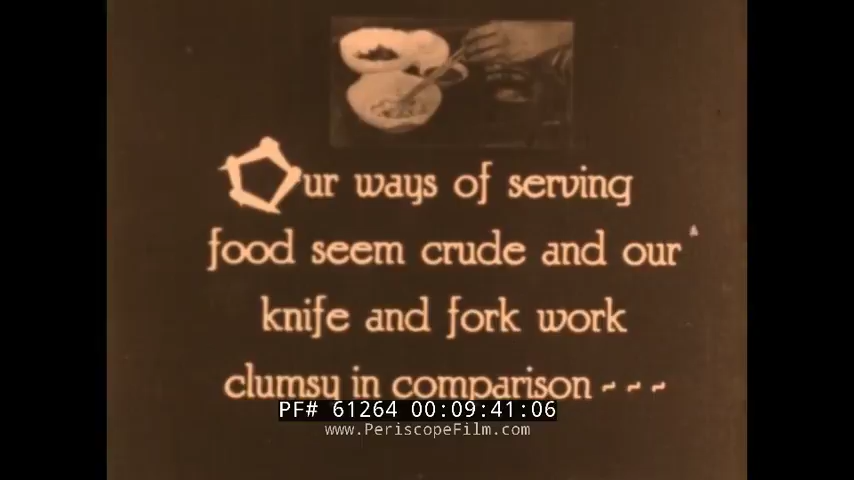 Our ways of serving
food seem crude and our
knife and fork work
clumsy in comparison ~ ~ ~
PF# 61264 00:09:41:06
www.PeriscopeFilm.com